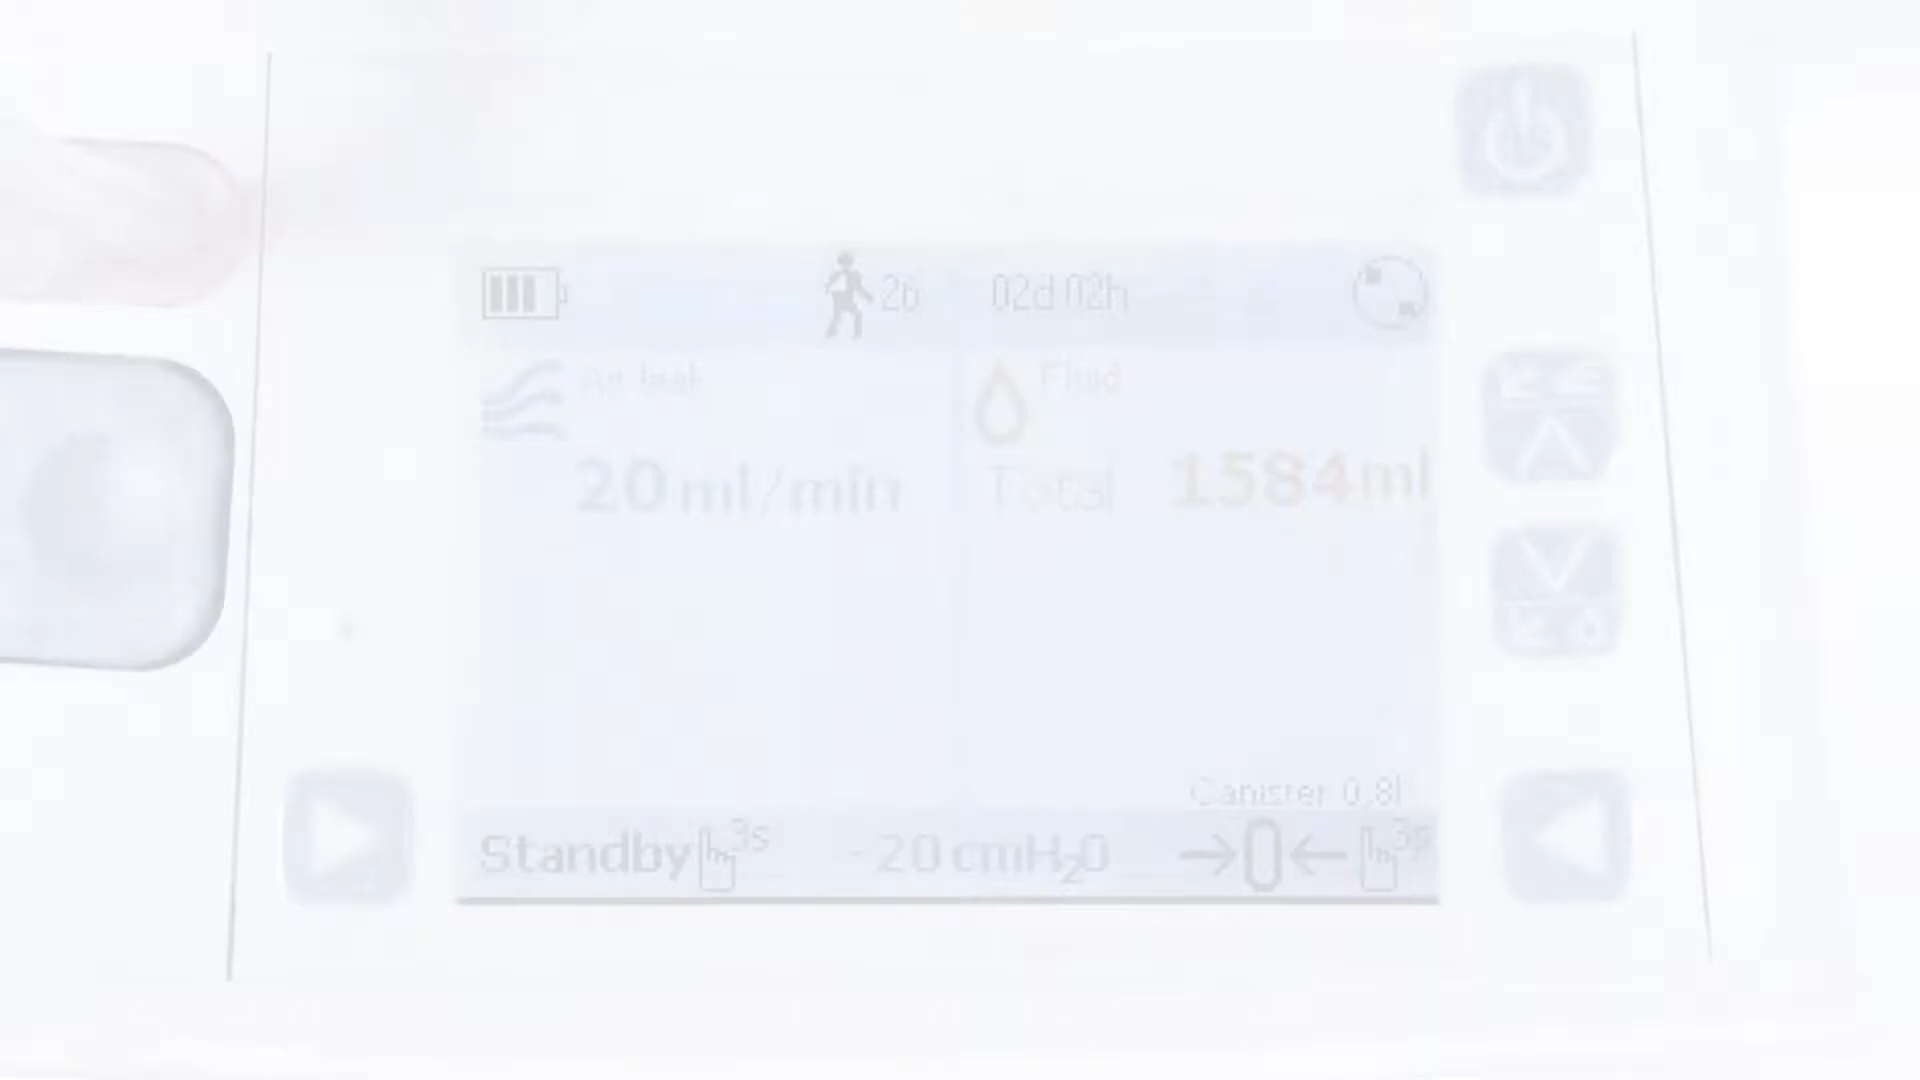 26 02d 02h
Air leak
Fluid
20 ml/min
Total 1584ml
Canister 0,8l
Standby 3s -20 cmH₂O →0← 3s